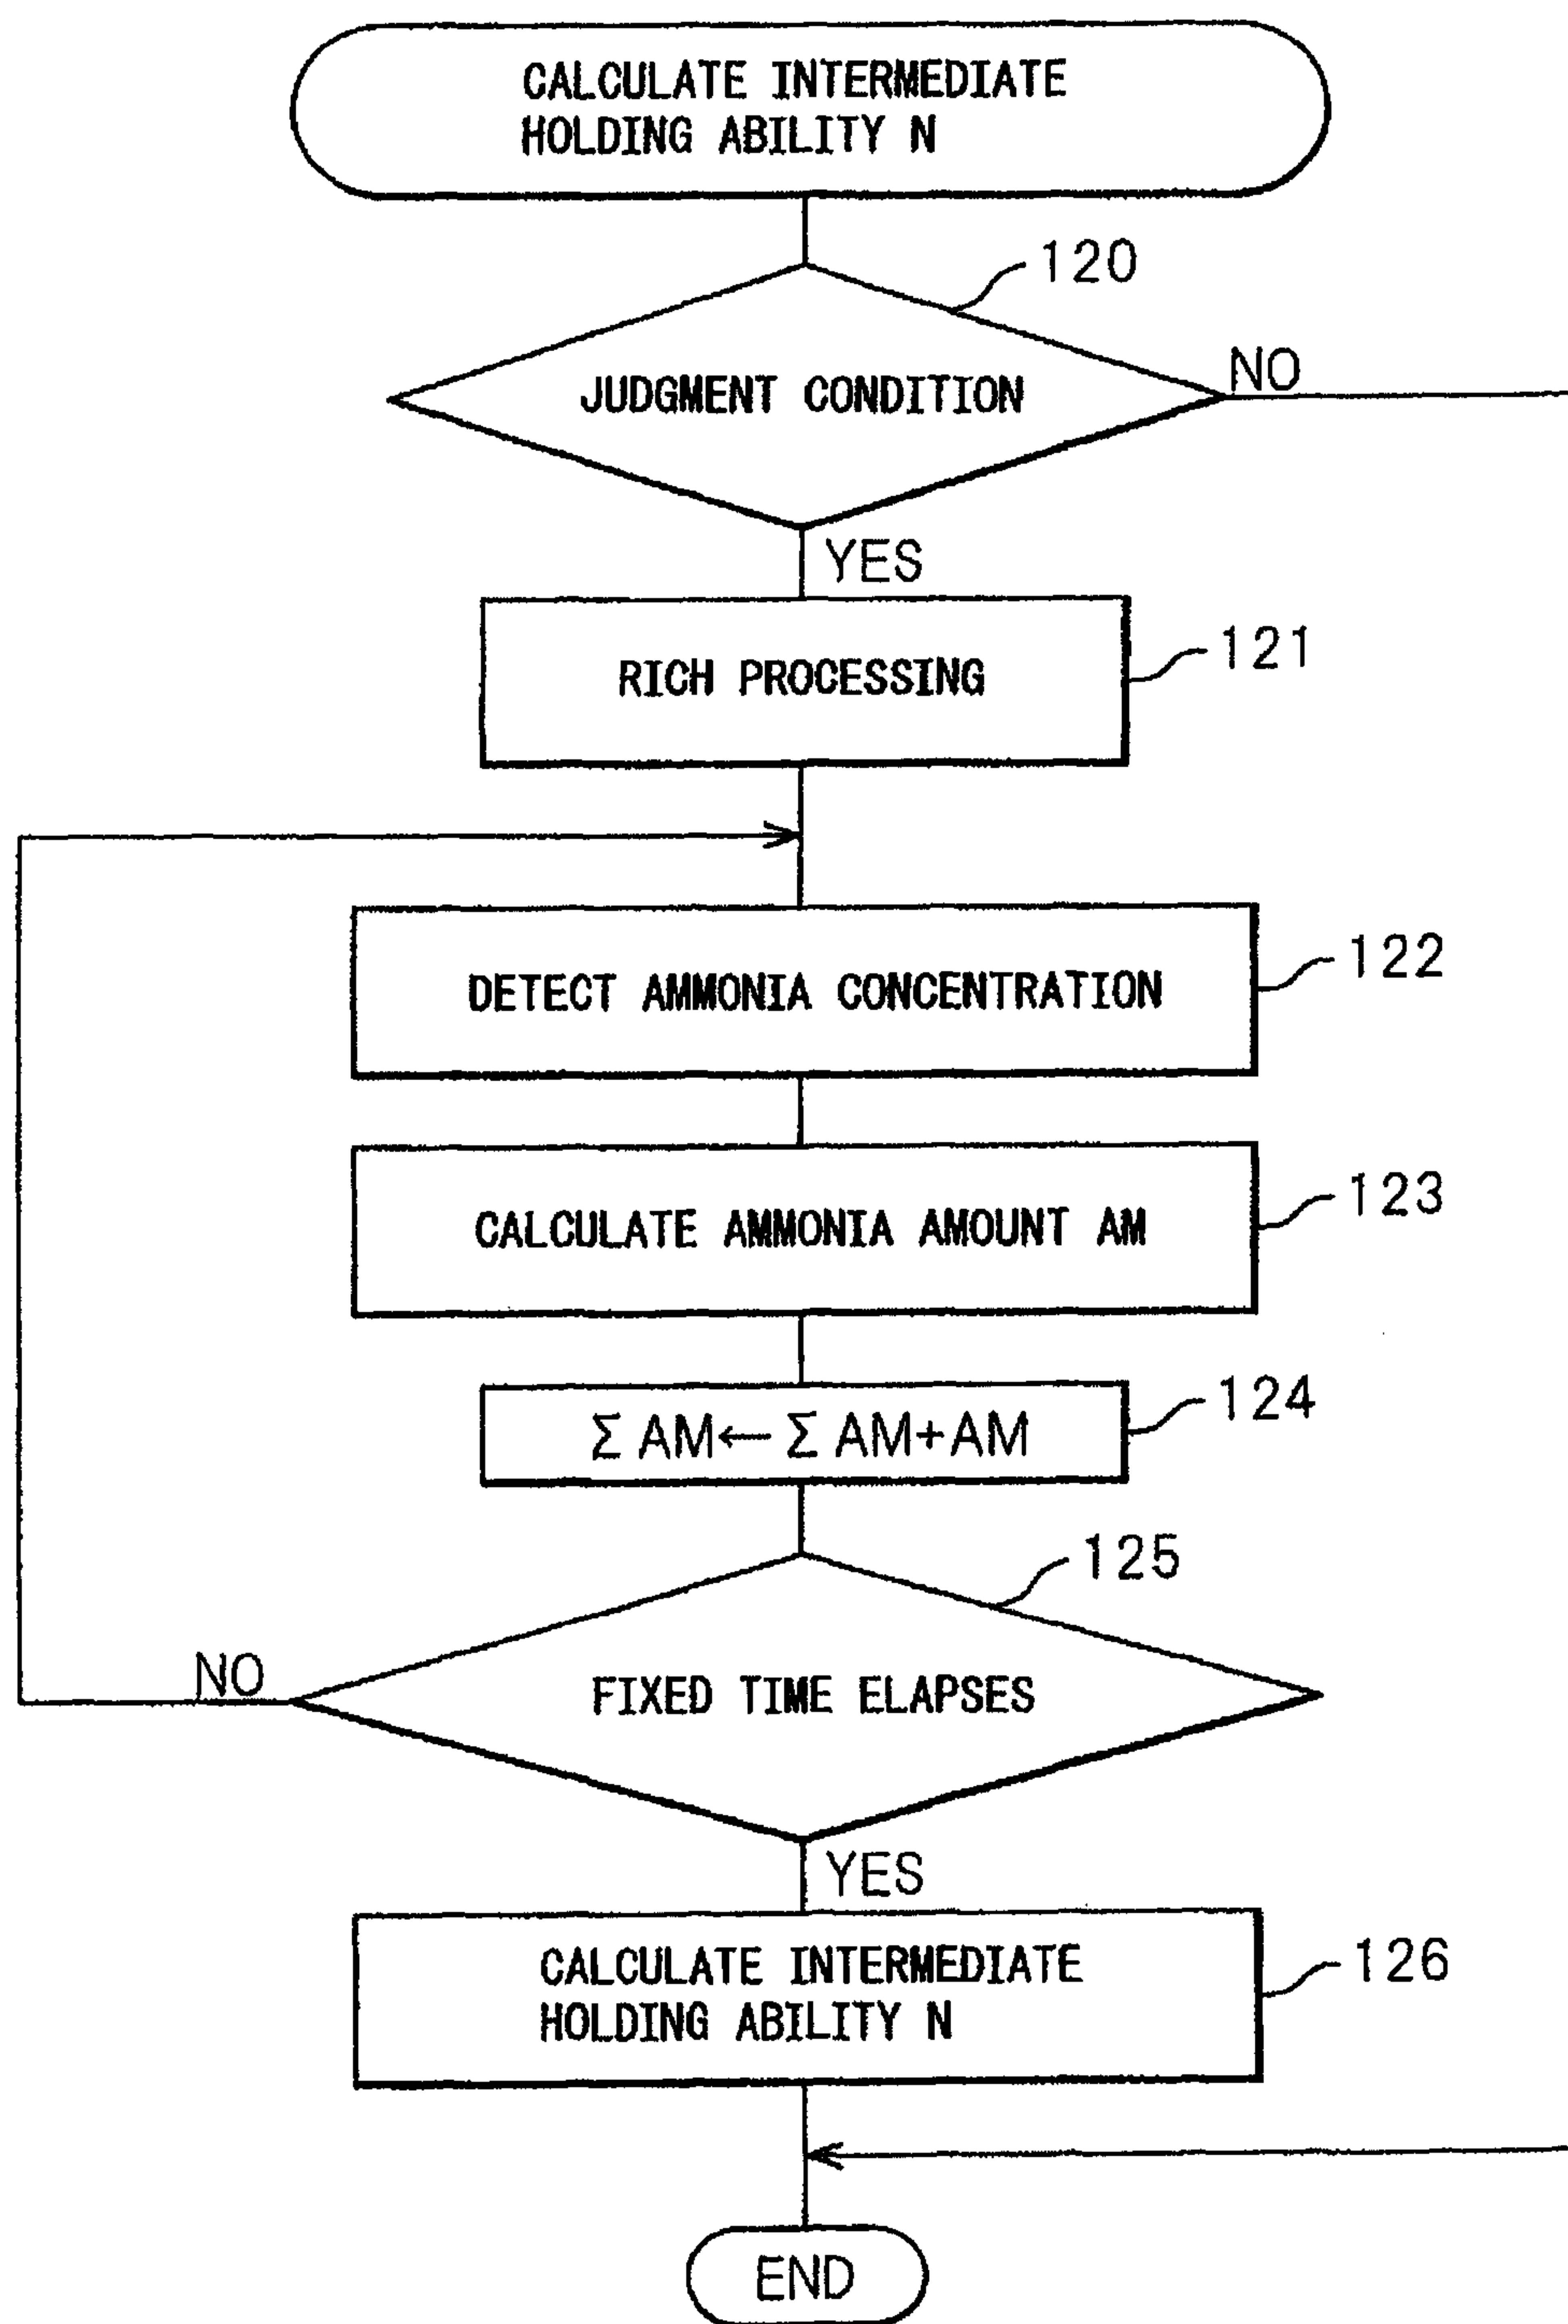 CALCULATE INTERMEDIATE
HOLDING ABILITY N
120
JUDGMENT CONDITION
NO
YES
RICH PROCESSING
121
DETECT AMMONIA CONCENTRATION
122
CALCULATE AMMONIA AMOUNT AM
123
Σ AM← Σ AM+AM
124
125
FIXED TIME ELAPSES
NO
YES
CALCULATE INTERMEDIATE
HOLDING ABILITY N
126
END